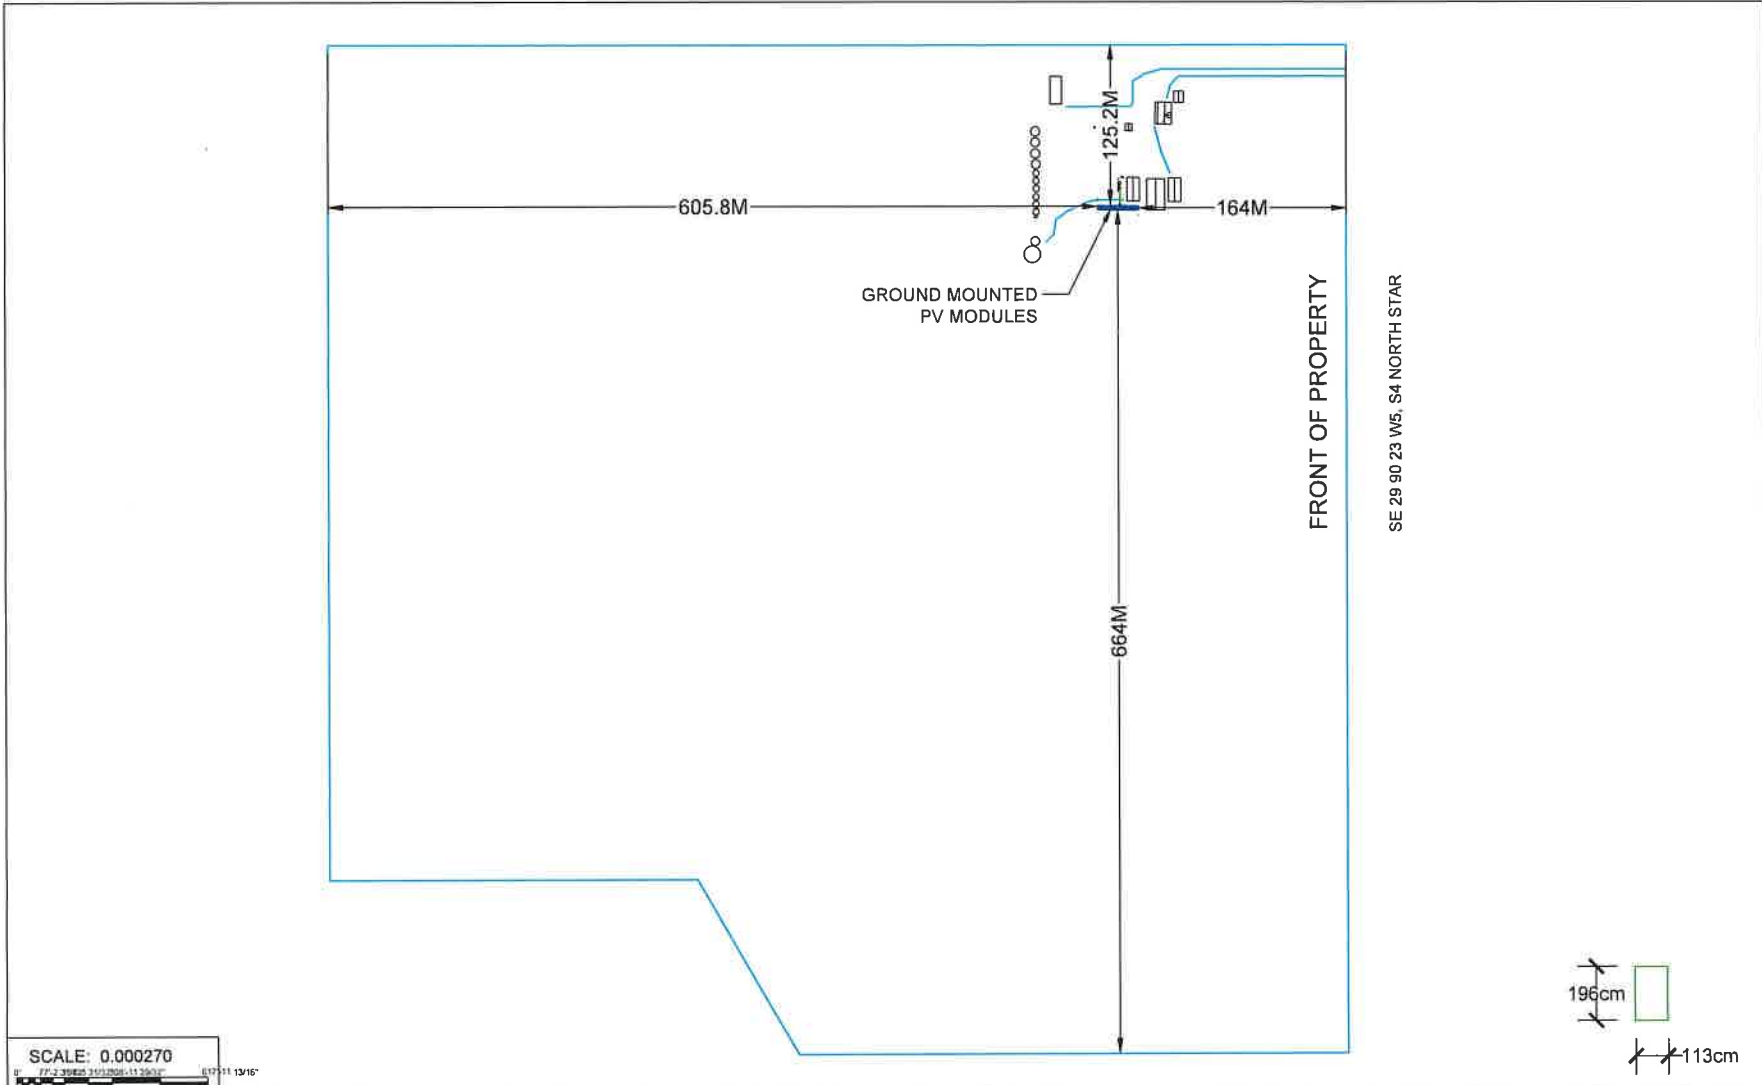 125.2M
605.8M
164M
GROUND MOUNTED
PV MODULES
FRONT OF PROPERTY
SE 29 90 23 W5, S4 NORTH STAR
664M
196cm
113cm
SCALE: 0.000270
0'